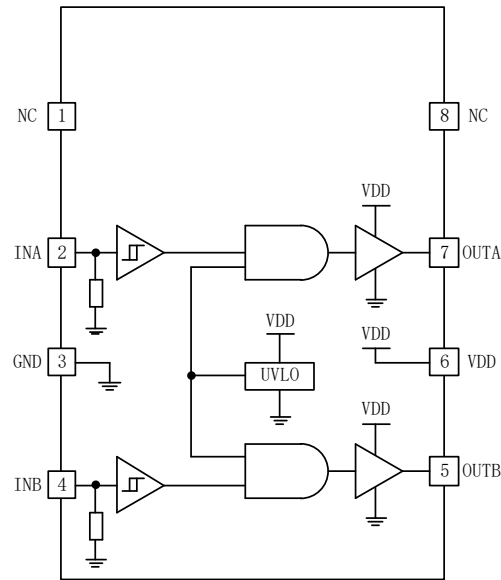 NC 1 8 NC
VDD
INA 2 7 OUTA
VDD VDD
GND 3 UVLO 6 VDD
VDD
INB 4 5 OUTB